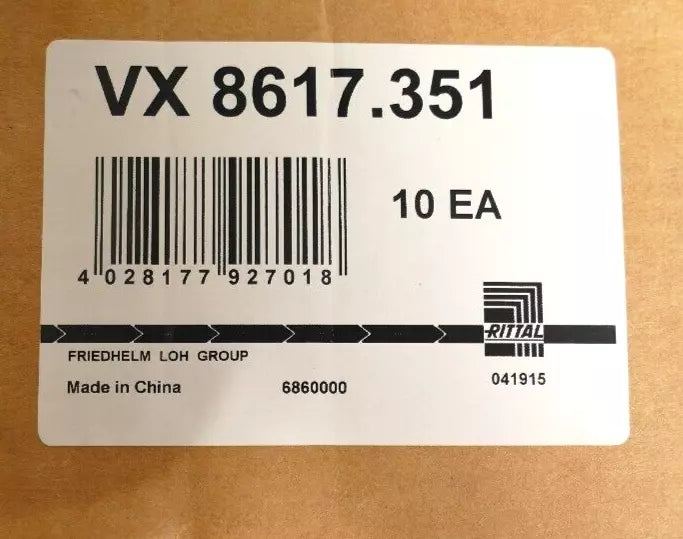 VX 8617.351
10 EA
4 028177 927018
RITTAL
FRIEDHELM LOH GROUP
Made in China 6860000 041915